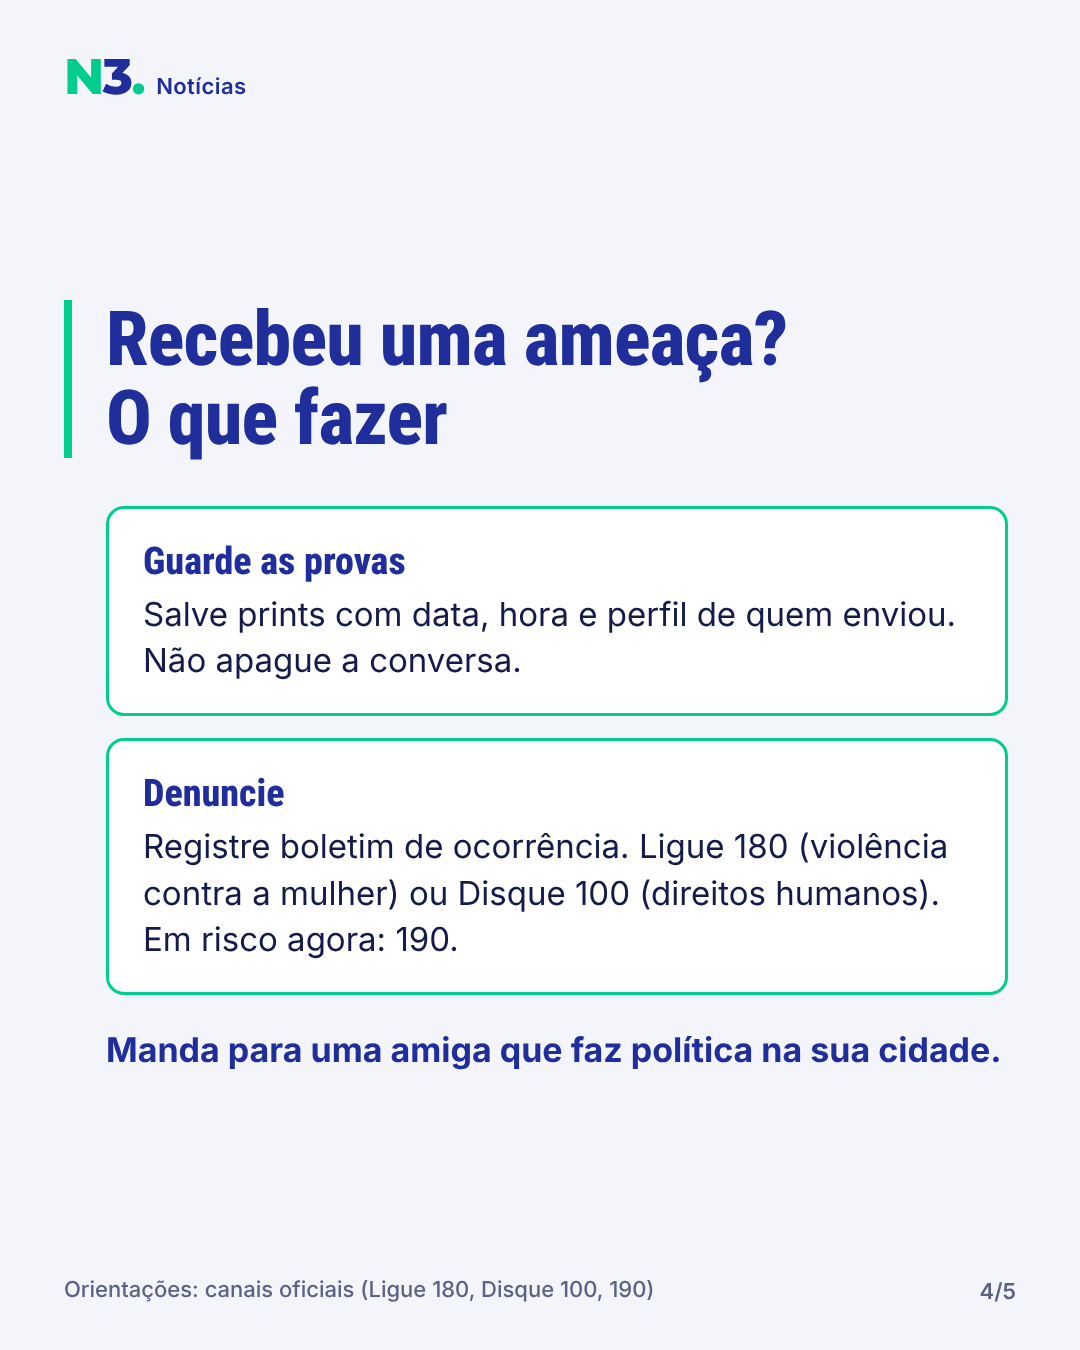 N3. Notícias
Recebeu uma ameaça?
O que fazer
Guarde as provas
Salve prints com data, hora e perfil de quem enviou.
Não apague a conversa.
Denuncie
Registre boletim de ocorrência. Ligue 180 (violência
contra a mulher) ou Disque 100 (direitos humanos).
Em risco agora: 190.
Manda para uma amiga que faz política na sua cidade.
Orientações: canais oficiais (Ligue 180, Disque 100, 190)
4/5